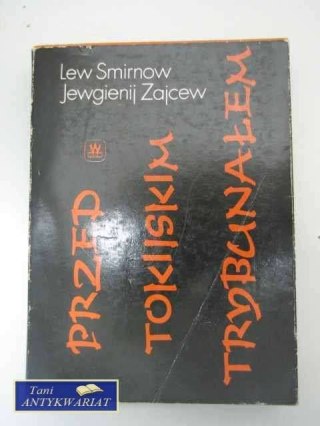 Lew Smirnow
Jewgienij Zajcew
W
PRZED
TOKIJSKIM
TRYBUNAŁEM
Tani
ANTYKWARIAT